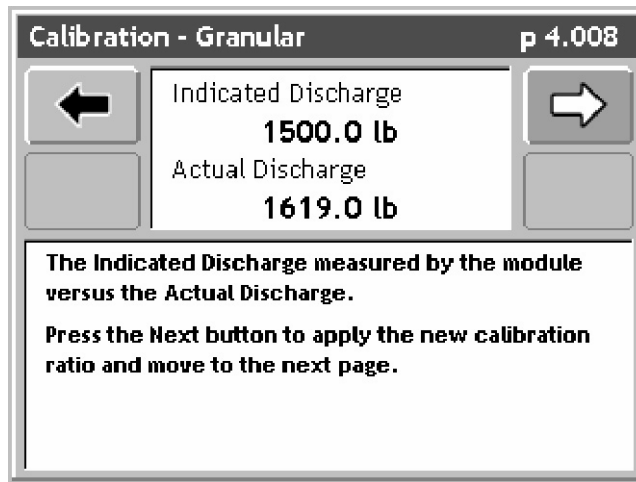 Calibration - Granular p 4.008
Indicated Discharge
1500.0 lb
Actual Discharge
1619.0 lb
The Indicated Discharge measured by the module
versus the Actual Discharge.
Press the Next button to apply the new calibration
ratio and move to the next page.